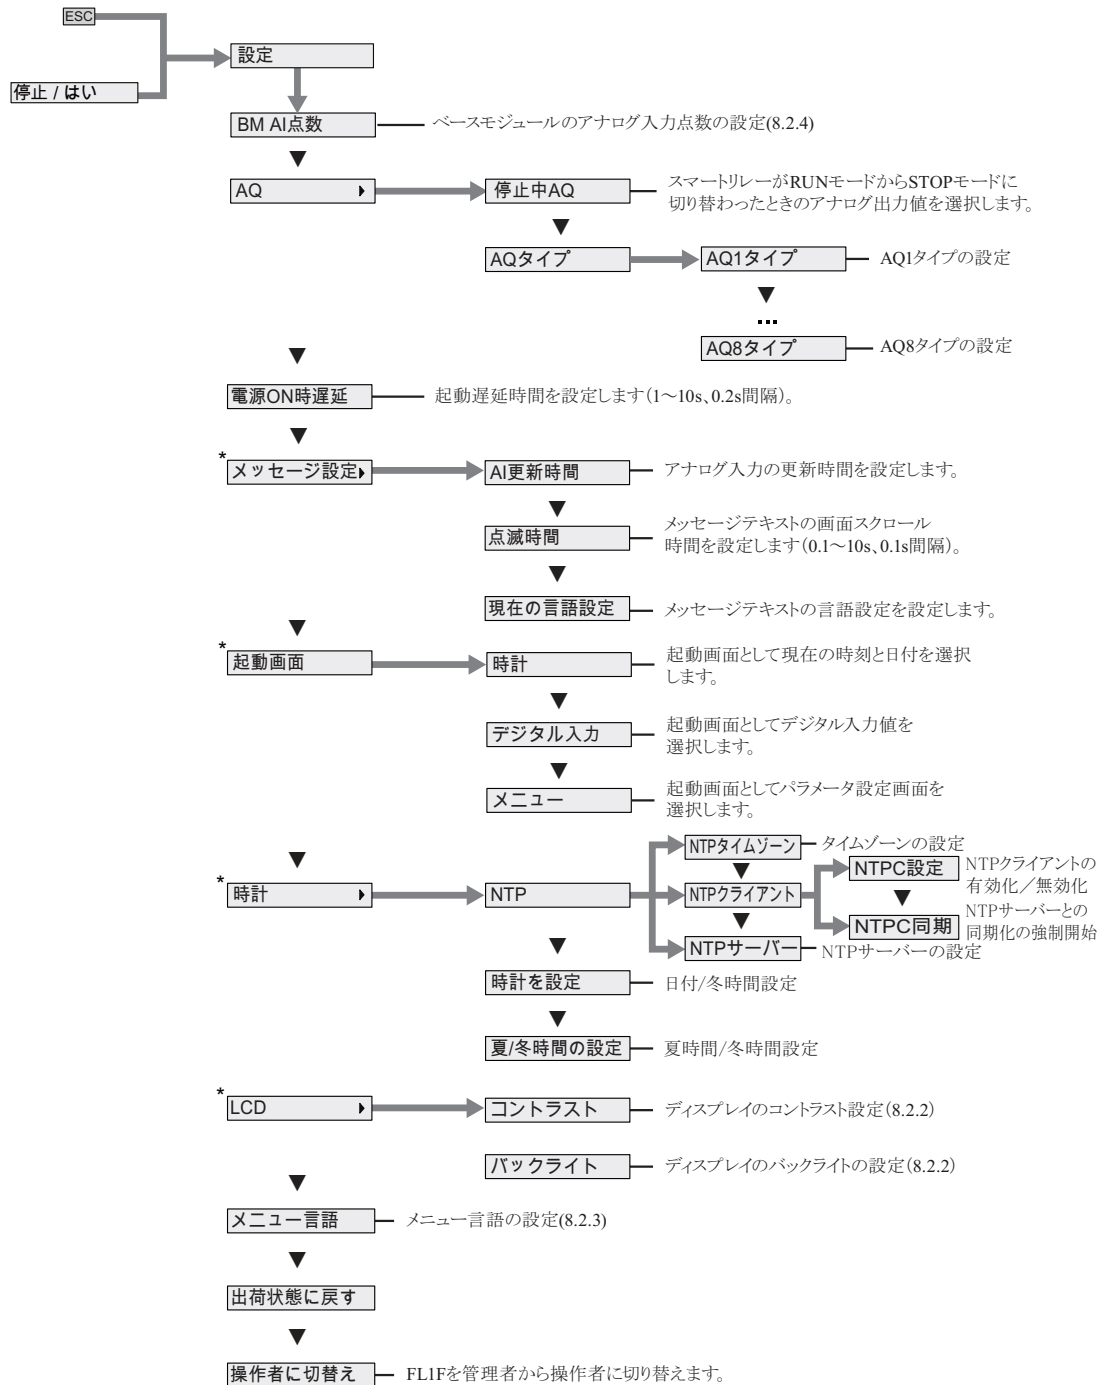 ESC
設定
停止 / はい
BM AI点数
ベースモジュールのアナログ入力点数の設定(8.2.4)
AQ
停止中AQ
スマートリレーがRUNモードからSTOPモードに
切り替わったときのアナログ出力値を選択します。
AQタイプ
AQ1タイプ
AQ1タイプの設定
...
AQ8タイプ
AQ8タイプの設定
電源ON時遅延
起動遅延時間を設定します(1～10s、0.2s間隔)。
*
メッセージ設定
AI更新時間
アナログ入力の更新時間を設定します。
点滅時間
メッセージテキストの画面スクロール
時間を設定します(0.1～10s、0.1s間隔)。
現在の言語設定
メッセージテキストの言語設定を設定します。
*
起動画面
時計
起動画面として現在の時刻と日付を選択
します。
デジタル入力
起動画面としてデジタル入力値を
選択します。
メニュー
起動画面としてパラメータ設定画面を
選択します。
*
時計
NTP
NTPタイムゾーン
タイムゾーンの設定
NTPクライアント
NTPC設定
NTPクライアントの
有効化／無効化
NTPC同期
NTPサーバーとの
同期化の強制開始
NTPサーバー
NTPサーバーの設定
時計を設定
日付/冬時間設定
夏/冬時間の設定
夏時間/冬時間設定
*
LCD
コントラスト
ディスプレイのコントラスト設定(8.2.2)
バックライト
ディスプレイのバックライトの設定(8.2.2)
メニュー言語
メニュー言語の設定(8.2.3)
出荷状態に戻す
操作者に切替え
FL1Fを管理者から操作者に切り替えます。